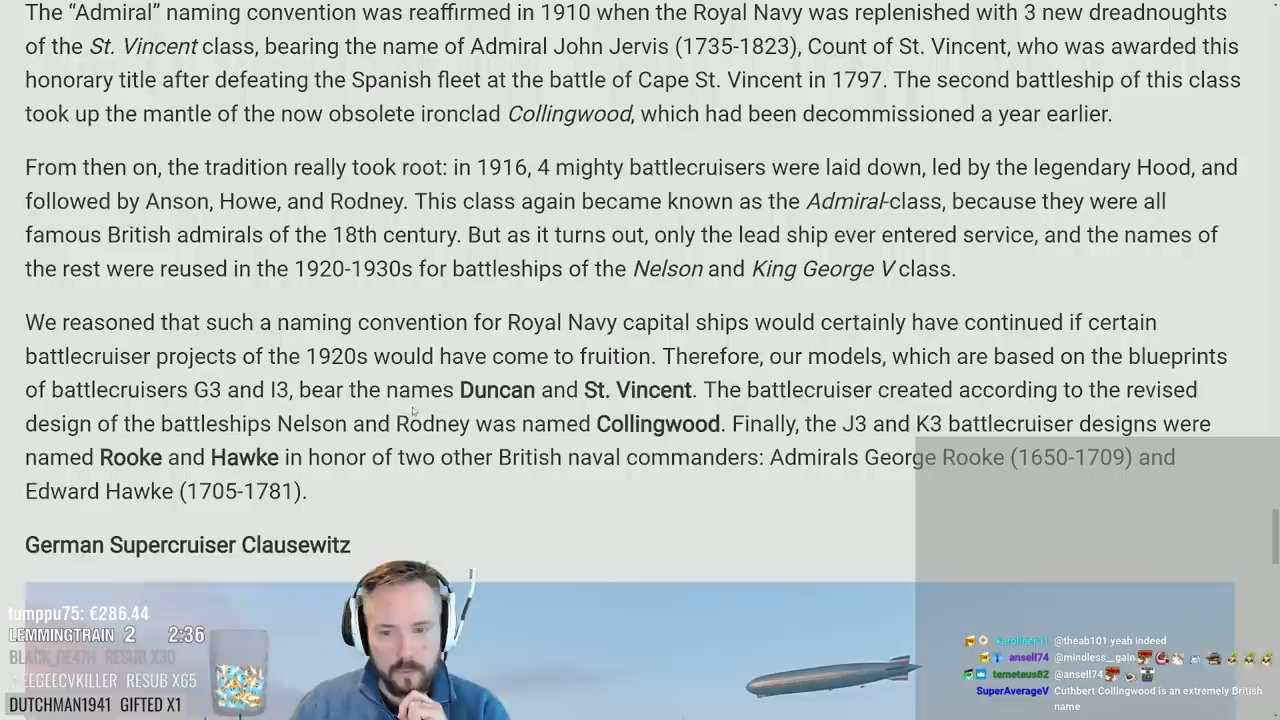 The “Admiral” naming convention was reaffirmed in 1910 when the Royal Navy was replenished with 3 new dreadnoughts
of the St. Vincent class, bearing the name of Admiral John Jervis (1735-1823), Count of St. Vincent, who was awarded this
honorary title after defeating the Spanish fleet at the battle of Cape St. Vincent in 1797. The second battleship of this class
took up the mantle of the now obsolete ironclad Collingwood, which had been decommissioned a year earlier.
From then on, the tradition really took root: in 1916, 4 mighty battlecruisers were laid down, led by the legendary Hood, and
followed by Anson, Howe, and Rodney. This class again became known as the Admiral-class, because they were all
famous British admirals of the 18th century. But as it turns out, only the lead ship ever entered service, and the names of
the rest were reused in the 1920-1930s for battleships of the Nelson and King George V class.
We reasoned that such a naming convention for Royal Navy capital ships would certainly have continued if certain
battlecruiser projects of the 1920s would have come to fruition. Therefore, our models, which are based on the blueprints
of battlecruisers G3 and I3, bear the names Duncan and St. Vincent. The battlecruiser created according to the revised
design of the battleships Nelson and Rodney was named Collingwood. Finally, the J3 and K3 battlecruiser designs were
named Rooke and Hawke in honor of two other British naval commanders: Admirals George Rooke (1650-1709) and
Edward Hawke (1705-1781).
German Supercruiser Clausewitz
tumppu75: €286.44
LEMMINGTRAIN 2 2:36
RESUB X30
RESUB X65
DUTCHMAN1941 GIFTED X1
@theab101 yeah indeed
ansell74 @mindless__gain
temeteus82 @ansell74
SuperAverageV Cuthbert Collingwood is an extremely British
name